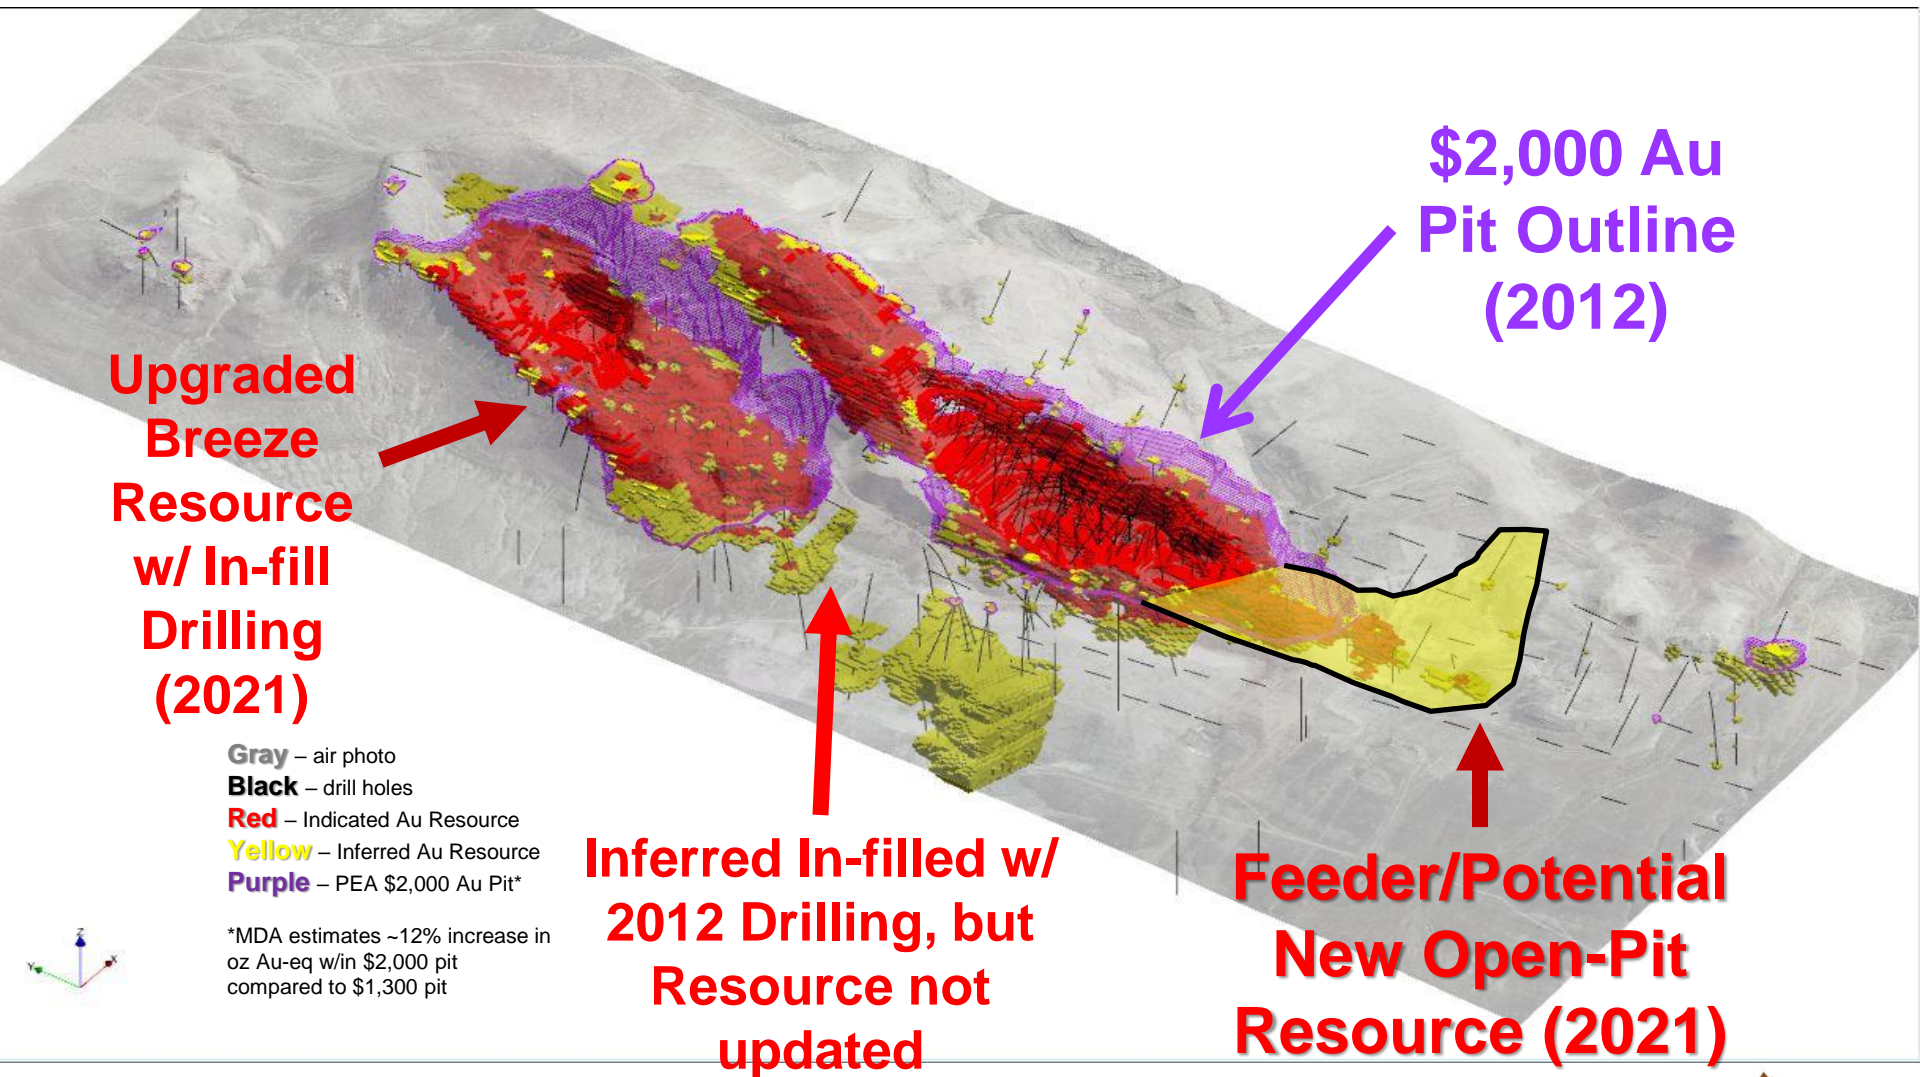 $2,000 Au
Pit Outline
(2012)
Upgraded
Breeze
Resource
w/ In-fill
Drilling
(2021)
Gray – air photo
Black – drill holes
Red – Indicated Au Resource
Yellow – Inferred Au Resource
Purple – PEA $2,000 Au Pit*
*MDA estimates ~12% increase in
oz Au-eq w/in $2,000 pit
compared to $1,300 pit
Z
Y
X
Inferred In-filled w/
2012 Drilling, but
Resource not
updated
Feeder/Potential
New Open-Pit
Resource (2021)